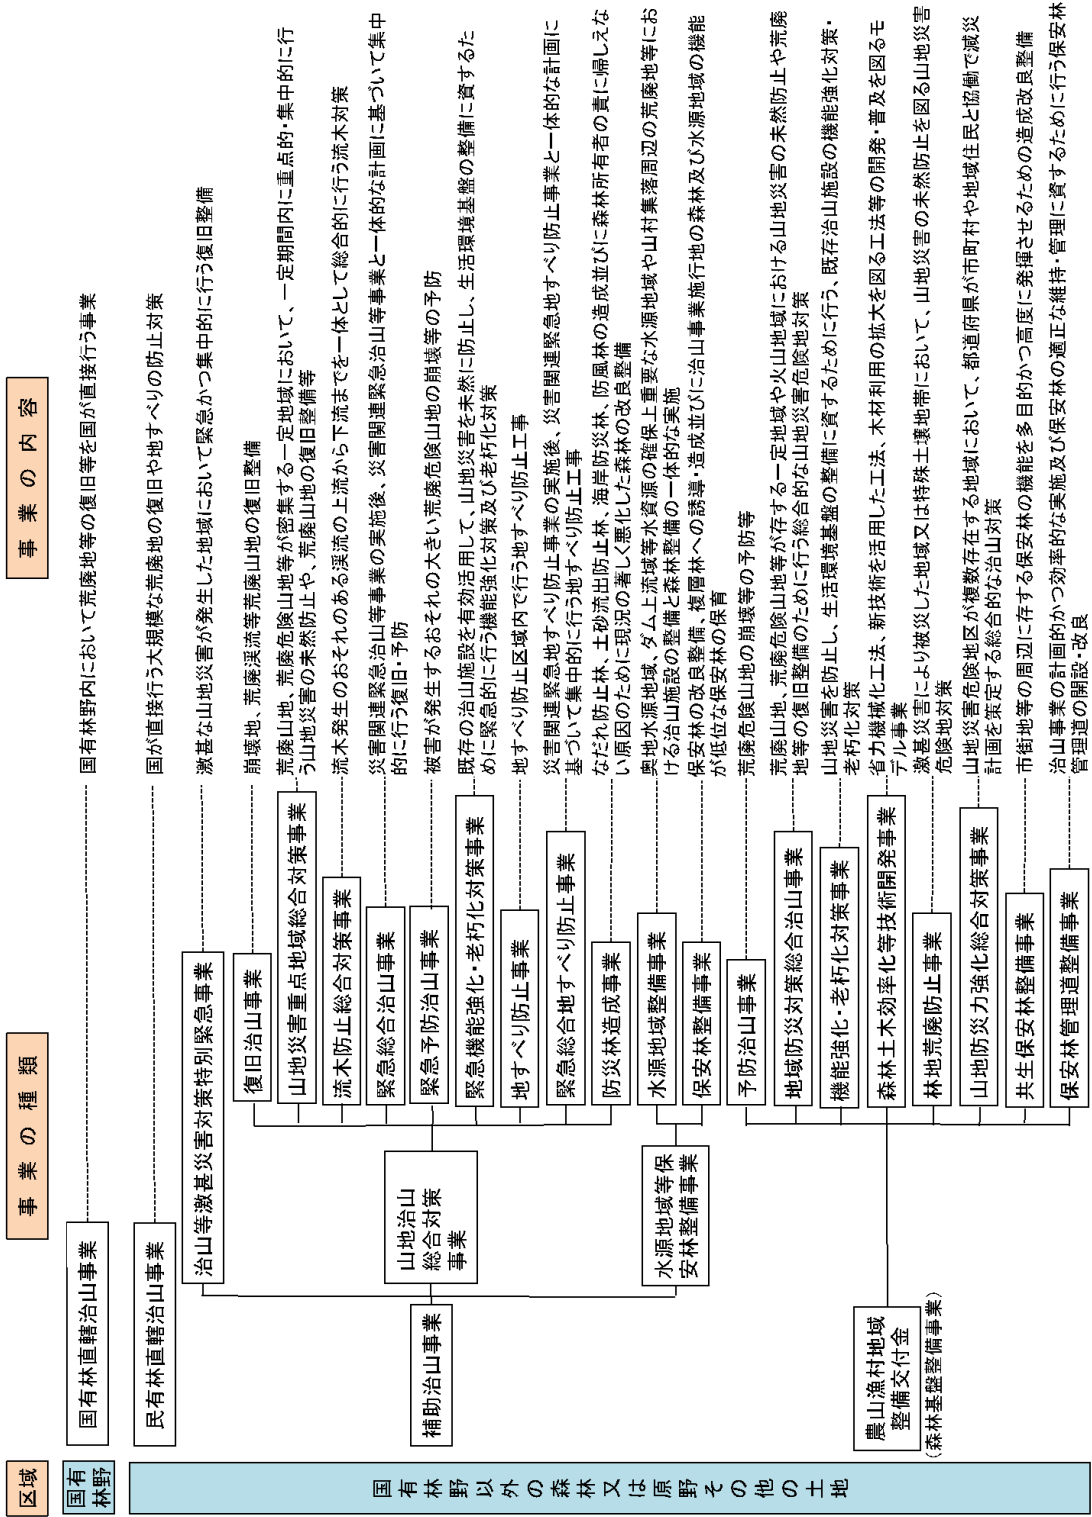 区域
事業の種類
事業の内容
国有
林野
国有林直轄治山事業
国有林野内において荒廃地等の復旧等を国が直接行う事業
国有林野以外の森林又は原野その他の土地
民有林直轄治山事業
国が直接行う大規模な荒廃地の復旧や地すべりの防止対策
補助治山事業
治山等激甚災害対策特別緊急事業
激甚な山地災害が発生した地域において緊急かつ集中的に行う復旧整備
山地治山
総合対策
事業
復旧治山事業
崩壊地、荒廃渓流等荒廃山地の復旧整備
山地災害重点地域総合対策事業
荒廃山地、荒廃危険山地等が密集する一定地域において、一定期間内に重点的・集中的に行
う山地災害の未然防止や、荒廃山地の復旧整備等
流木防止総合対策事業
流木発生のおそれのある渓流の上流から下流までを一体として総合的に行う流木対策
緊急総合治山事業
災害関連緊急治山等事業の実施後、災害関連緊急治山等事業と一体的な計画に基づいて集中
的に行う復旧・予防
緊急予防治山事業
被害が発生するおそれの大きい荒廃危険山地の崩壊等の予防
緊急機能強化・老朽化対策事業
既存の治山施設を有効活用して、山地災害を未然に防止し、生活環境基盤の整備に資するた
めに緊急的に行う機能強化対策及び老朽化対策
地すべり防止事業
地すべり防止区域内で行う地すべり防止工事
緊急総合地すべり防止事業
災害関連緊急地すべり防止事業の実施後、災害関連緊急地すべり防止事業と一体的な計画に
基づいて集中的に行う地すべり防止工事
防災林造成事業
なだれ防止林、土砂流出防止林、海岸防災林、防風林の造成並びに森林所有者の責に帰しえな
い原因のために現況の著しく悪化した森林の改良整備
水源地域等保
安林整備事業
水源地域整備事業
奥地水源地域、ダム上流域等水資源の確保上重要な水源地域や山村集落周辺の荒廃地等にお
ける治山施設の整備と森林整備の一体的な実施
保安林整備事業
保安林の改良整備、複層林への誘導・造成並びに治山事業施行地の森林及び水源地域の機能
が低位な保安林の保育
農山漁村地域
整備交付金
(森林基盤整備事業)
予防治山事業
荒廃危険山地の崩壊等の予防等
地域防災対策総合治山事業
荒廃山地、荒廃危険山地等が存する一定地域や火山地域における山地災害の未然防止や荒廃
地等の復旧整備のために行う総合的な山地災害危険地対策
機能強化・老朽化対策事業
山地災害を防止し、生活環境基盤の整備に資するために行う、既存治山施設の機能強化対策・
老朽化対策
森林土木効率化等技術開発事業
省力機械化工法、新技術を活用した工法、木材利用の拡大を図る工法等の開発・普及を図るモ
デル事業
林地荒廃防止事業
激甚災害により被災した地域又は特殊土壌地帯において、山地災害の未然防止を図る山地災害
危険地対策
山地防災力強化総合対策事業
山地災害危険地区が複数存在する地域において、都道府県が市町村や地域住民と協働で減災
計画を策定する総合的な治山対策
共生保安林整備事業
市街地等の周辺に存する保安林の機能を多目的かつ高度に発揮させるための造成改良整備
保安林管理道整備事業
治山事業の計画的かつ効率的な実施及び保安林の適正な維持・管理に資するために行う保安林
管理道の開設・改良